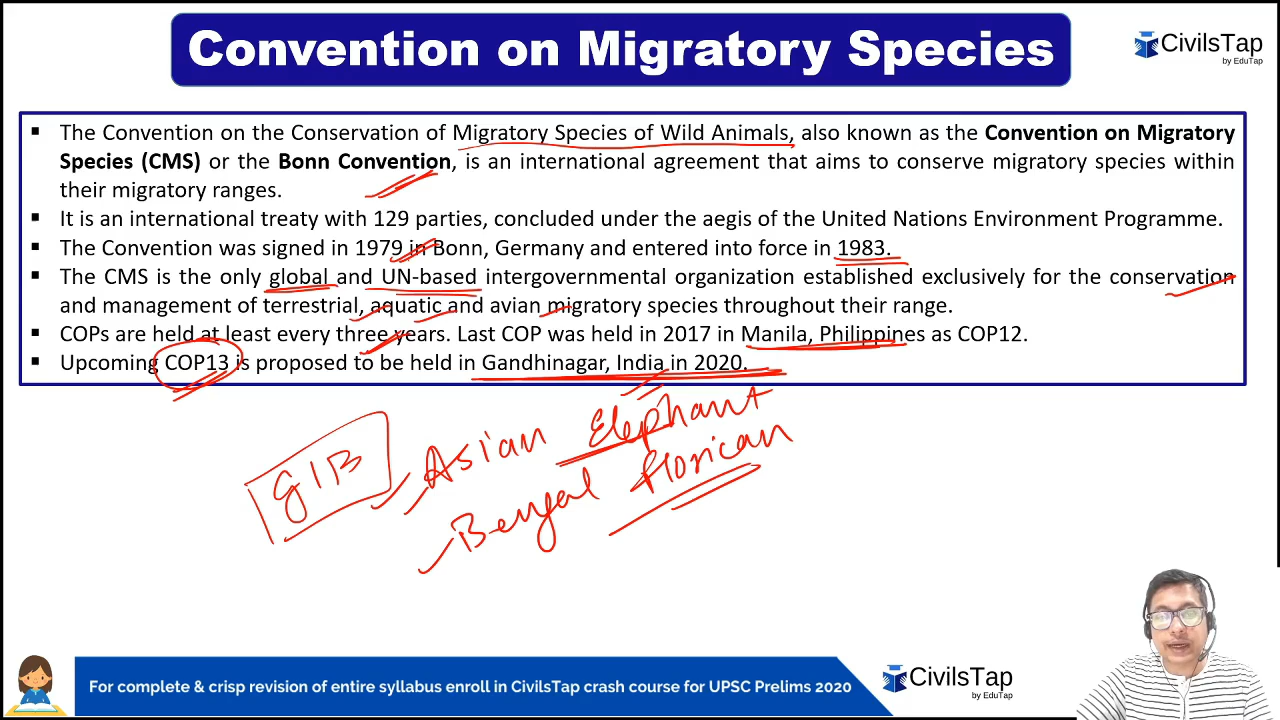 Convention on Migratory Species
CivilsTap
by EduTap
▪ The Convention on the Conservation of Migratory Species of Wild Animals, also known as the Convention on Migratory
Species (CMS) or the Bonn Convention, is an international agreement that aims to conserve migratory species within
their migratory ranges.
▪ It is an international treaty with 129 parties, concluded under the aegis of the United Nations Environment Programme.
▪ The Convention was signed in 1979 in Bonn, Germany and entered into force in 1983.
▪ The CMS is the only global and UN-based intergovernmental organization established exclusively for the conservation
and management of terrestrial, aquatic and avian migratory species throughout their range.
▪ COPs are held at least every three years. Last COP was held in 2017 in Manila, Philippines as COP12.
▪ Upcoming COP13 is proposed to be held in Gandhinagar, India in 2020.
GIB
Asian Elephant
Bengal florican
For complete & crisp revision of entire syllabus enroll in CivilsTap crash course for UPSC Prelims 2020
CivilsTap
by EduTap